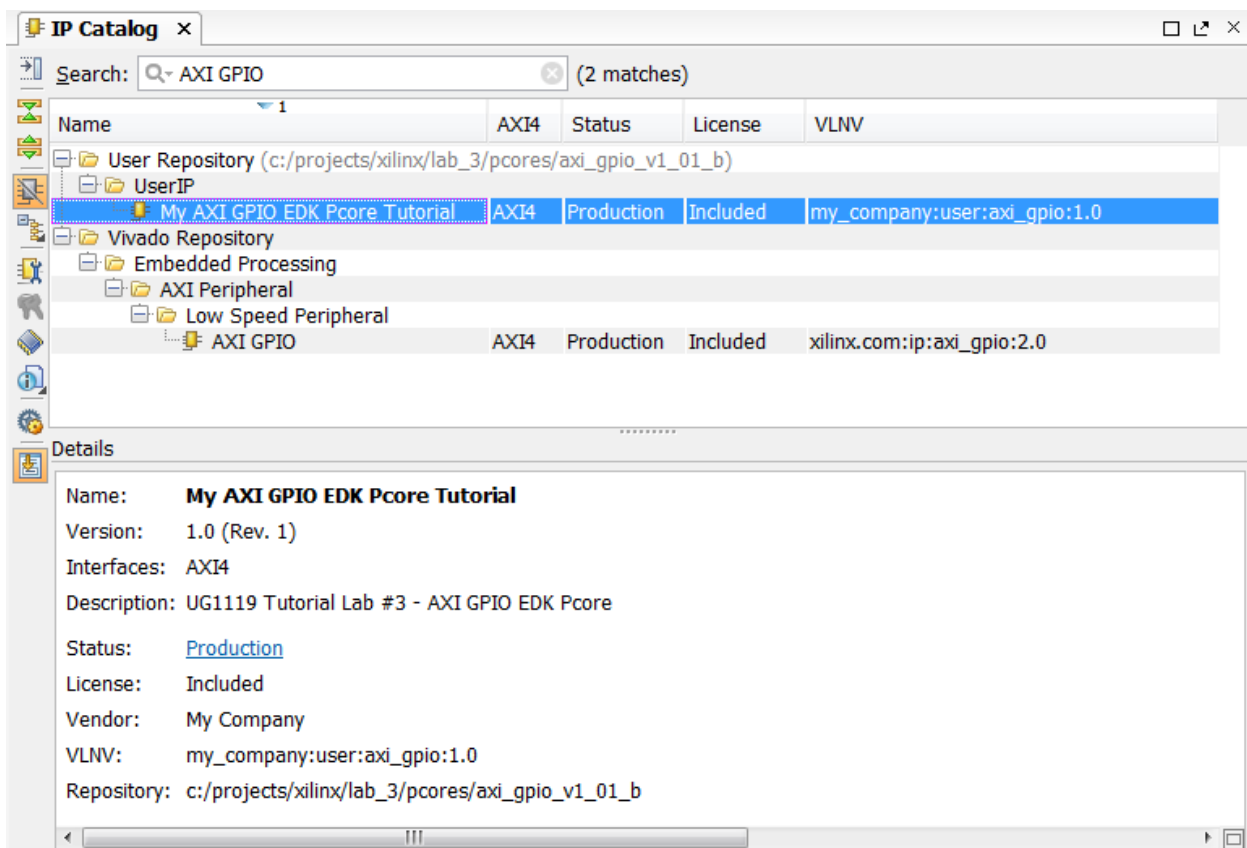 IP Catalog
Search: AXI GPIO (2 matches)
Name 1 AXI4 Status License VLNV
User Repository (c:/projects/xilinx/lab_3/pcores/axi_gpio_v1_01_b)
UserIP
My AXI GPIO EDK Pcore Tutorial AXI4 Production Included my_company:user:axi_gpio:1.0
Vivado Repository
Embedded Processing
AXI Peripheral
Low Speed Peripheral
AXI GPIO AXI4 Production Included xilinx.com:ip:axi_gpio:2.0
Details
Name: My AXI GPIO EDK Pcore Tutorial
Version: 1.0 (Rev. 1)
Interfaces: AXI4
Description: UG1119 Tutorial Lab #3 - AXI GPIO EDK Pcore
Status: Production
License: Included
Vendor: My Company
VLNV: my_company:user:axi_gpio:1.0
Repository: c:/projects/xilinx/lab_3/pcores/axi_gpio_v1_01_b